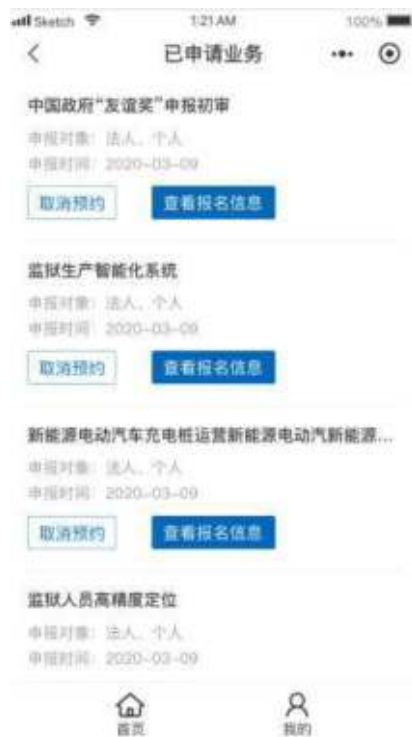 Sketch 1:21 AM 100%
已申请业务
中国政府“友谊奖”申报初审
申报对象：法人、个人
申报时间：2020-03-09
取消预约 查看报名信息
监狱生产智能化系统
申报对象：法人、个人
申报时间：2020-03-09
取消预约 查看报名信息
新能源电动汽车充电桩运营新能源电动汽新能源...
申报对象：法人、个人
申报时间：2020-03-09
取消预约 查看报名信息
监狱人员高精度定位
申报对象：法人、个人
申报时间：2020-03-09
首页 我的